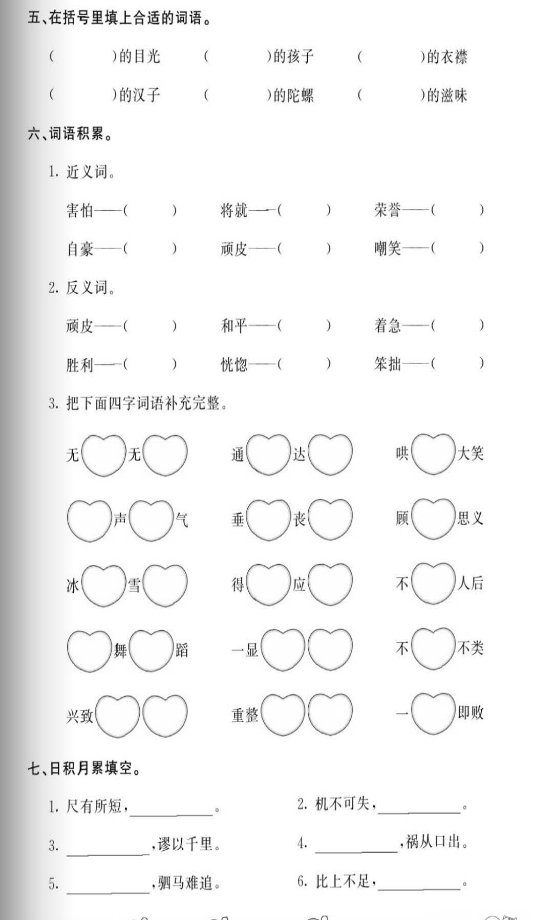 五、在括号里填上合适的词语。
(　　　)的目光　(　　　)的孩子　(　　　)的衣襟
(　　　)的汉子　(　　　)的陀螺　(　　　)的滋味
六、词语积累。
1. 近义词。
害怕——(　　)　将就——(　　)　荣誉——(　　)
自豪——(　　)　顽皮——(　　)　嘲笑——(　　)
2. 反义词。
顽皮——(　　)　和平——(　　)　着急——(　　)
胜利——(　　)　恍惚——(　　)　笨拙——(　　)
3. 把下面四字词语补充完整。
无　无　　通　达　　哄　大笑
　声　气　垂　丧　　顾　思义
冰　雪　　得　应　　不　人后
　舞　蹈　一显　　　不　不类
兴致　　　重整　　　一　即败
七、日积月累填空。
1. 尺有所短，________。　2. 机不可失，________。
3. ________，谬以千里。　4. ________，祸从口出。
5. ________，驷马难追。　6. 比上不足，________。